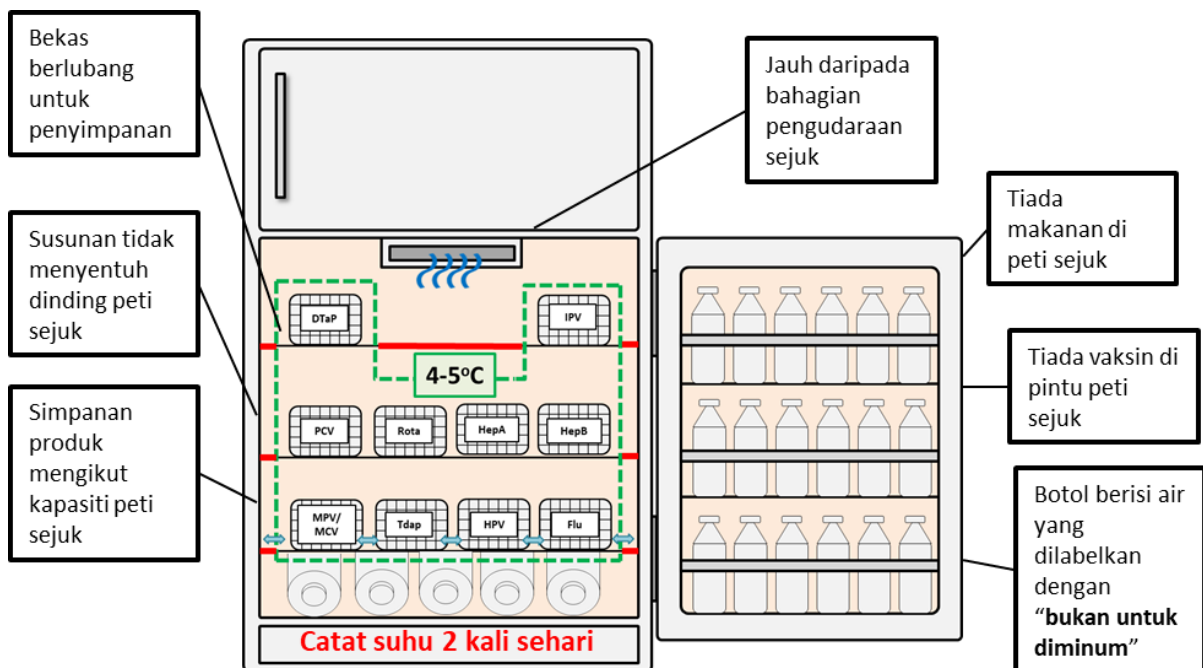 Bekas
berlubang
untuk
penyimpanan
Susunan tidak
menyentuh
dinding peti
sejuk
Simpanan
produk
mengikut
kapasiti peti
sejuk
Jauh daripada
bahagian
pengudaraan
sejuk
DTaP
IPV
4-5°C
PCV
Rota
HepA
HepB
MPV/
MCV
Tdap
HPV
Flu
Catat suhu 2 kali sehari
Tiada
makanan di
peti sejuk
Tiada vaksin di
pintu peti
sejuk
Botol berisi air
yang
dilabelkan
dengan
“bukan untuk
diminum”